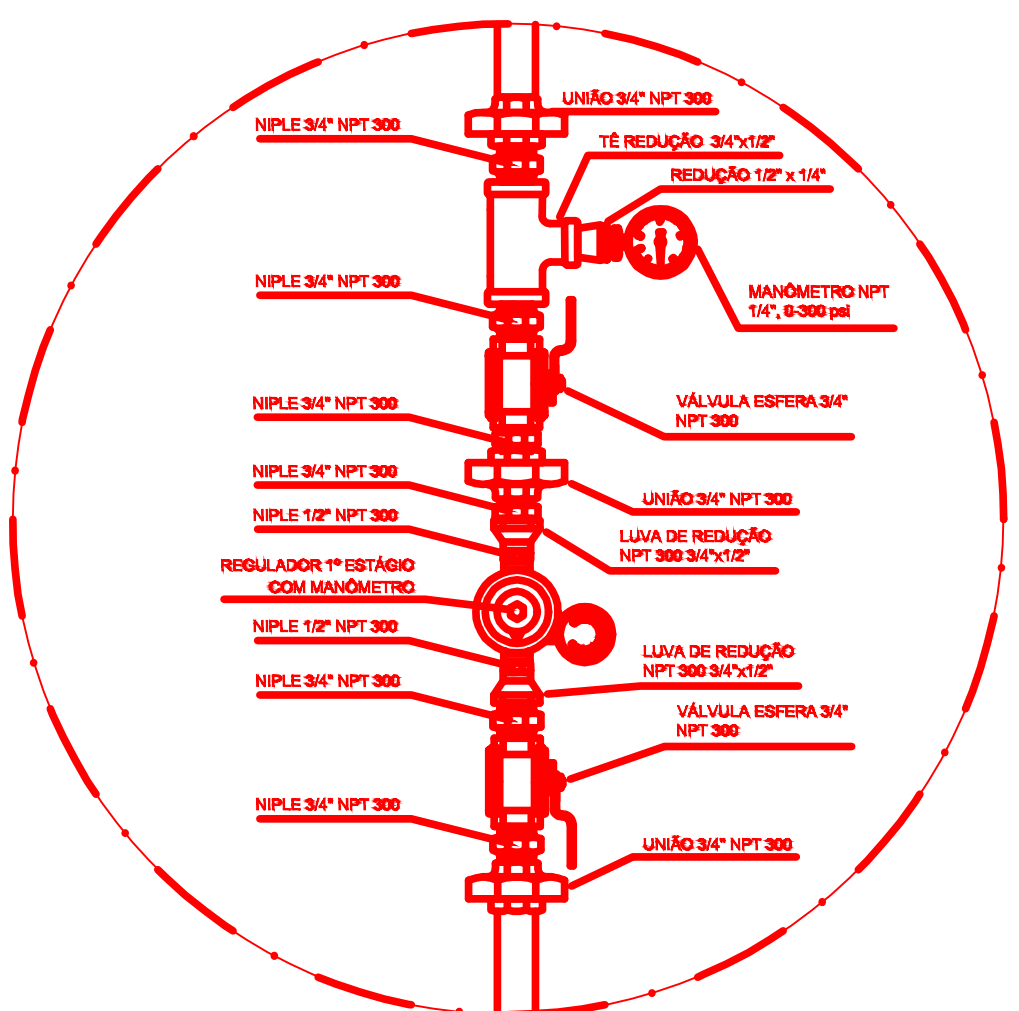 UNIÃO 3/4" NPT 300
NIPLE 3/4" NPT 300
TÊ REDUÇÃO 3/4"x1/2"
REDUÇÃO 1/2" x 1/4"
NIPLE 3/4" NPT 300
MANÔMETRO NPT
1/4", 0-300 psi
NIPLE 3/4" NPT 300
VÁLVULA ESFERA 3/4"
NPT 300
NIPLE 3/4" NPT 300
UNIÃO 3/4" NPT 300
NIPLE 1/2" NPT 300
LUVA DE REDUÇÃO
NPT 300 3/4"x1/2"
REGULADOR 1º ESTÁGIO
COM MANÔMETRO
NIPLE 1/2" NPT 300
LUVA DE REDUÇÃO
NPT 300 3/4"x1/2"
NIPLE 3/4" NPT 300
VÁLVULA ESFERA 3/4"
NPT 300
NIPLE 3/4" NPT 300
UNIÃO 3/4" NPT 300